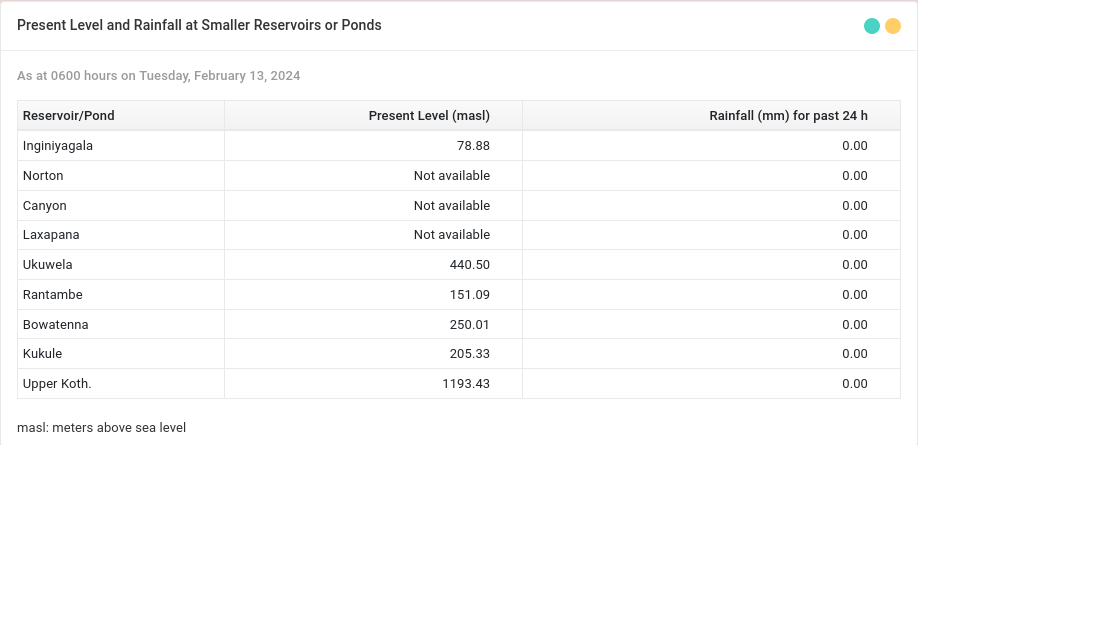 Present Level and Rainfall at Smaller Reservoirs or Ponds
As at 0600 hours on Tuesday, February 13, 2024
Reservoir/Pond Present Level (masl) Rainfall (mm) for past 24 h
Inginiyagala 78.88 0.00
Norton Not available 0.00
Canyon Not available 0.00
Laxapana Not available 0.00
Ukuwela 440.50 0.00
Rantambe 151.09 0.00
Bowatenna 250.01 0.00
Kukule 205.33 0.00
Upper Koth. 1193.43 0.00
masl: meters above sea level